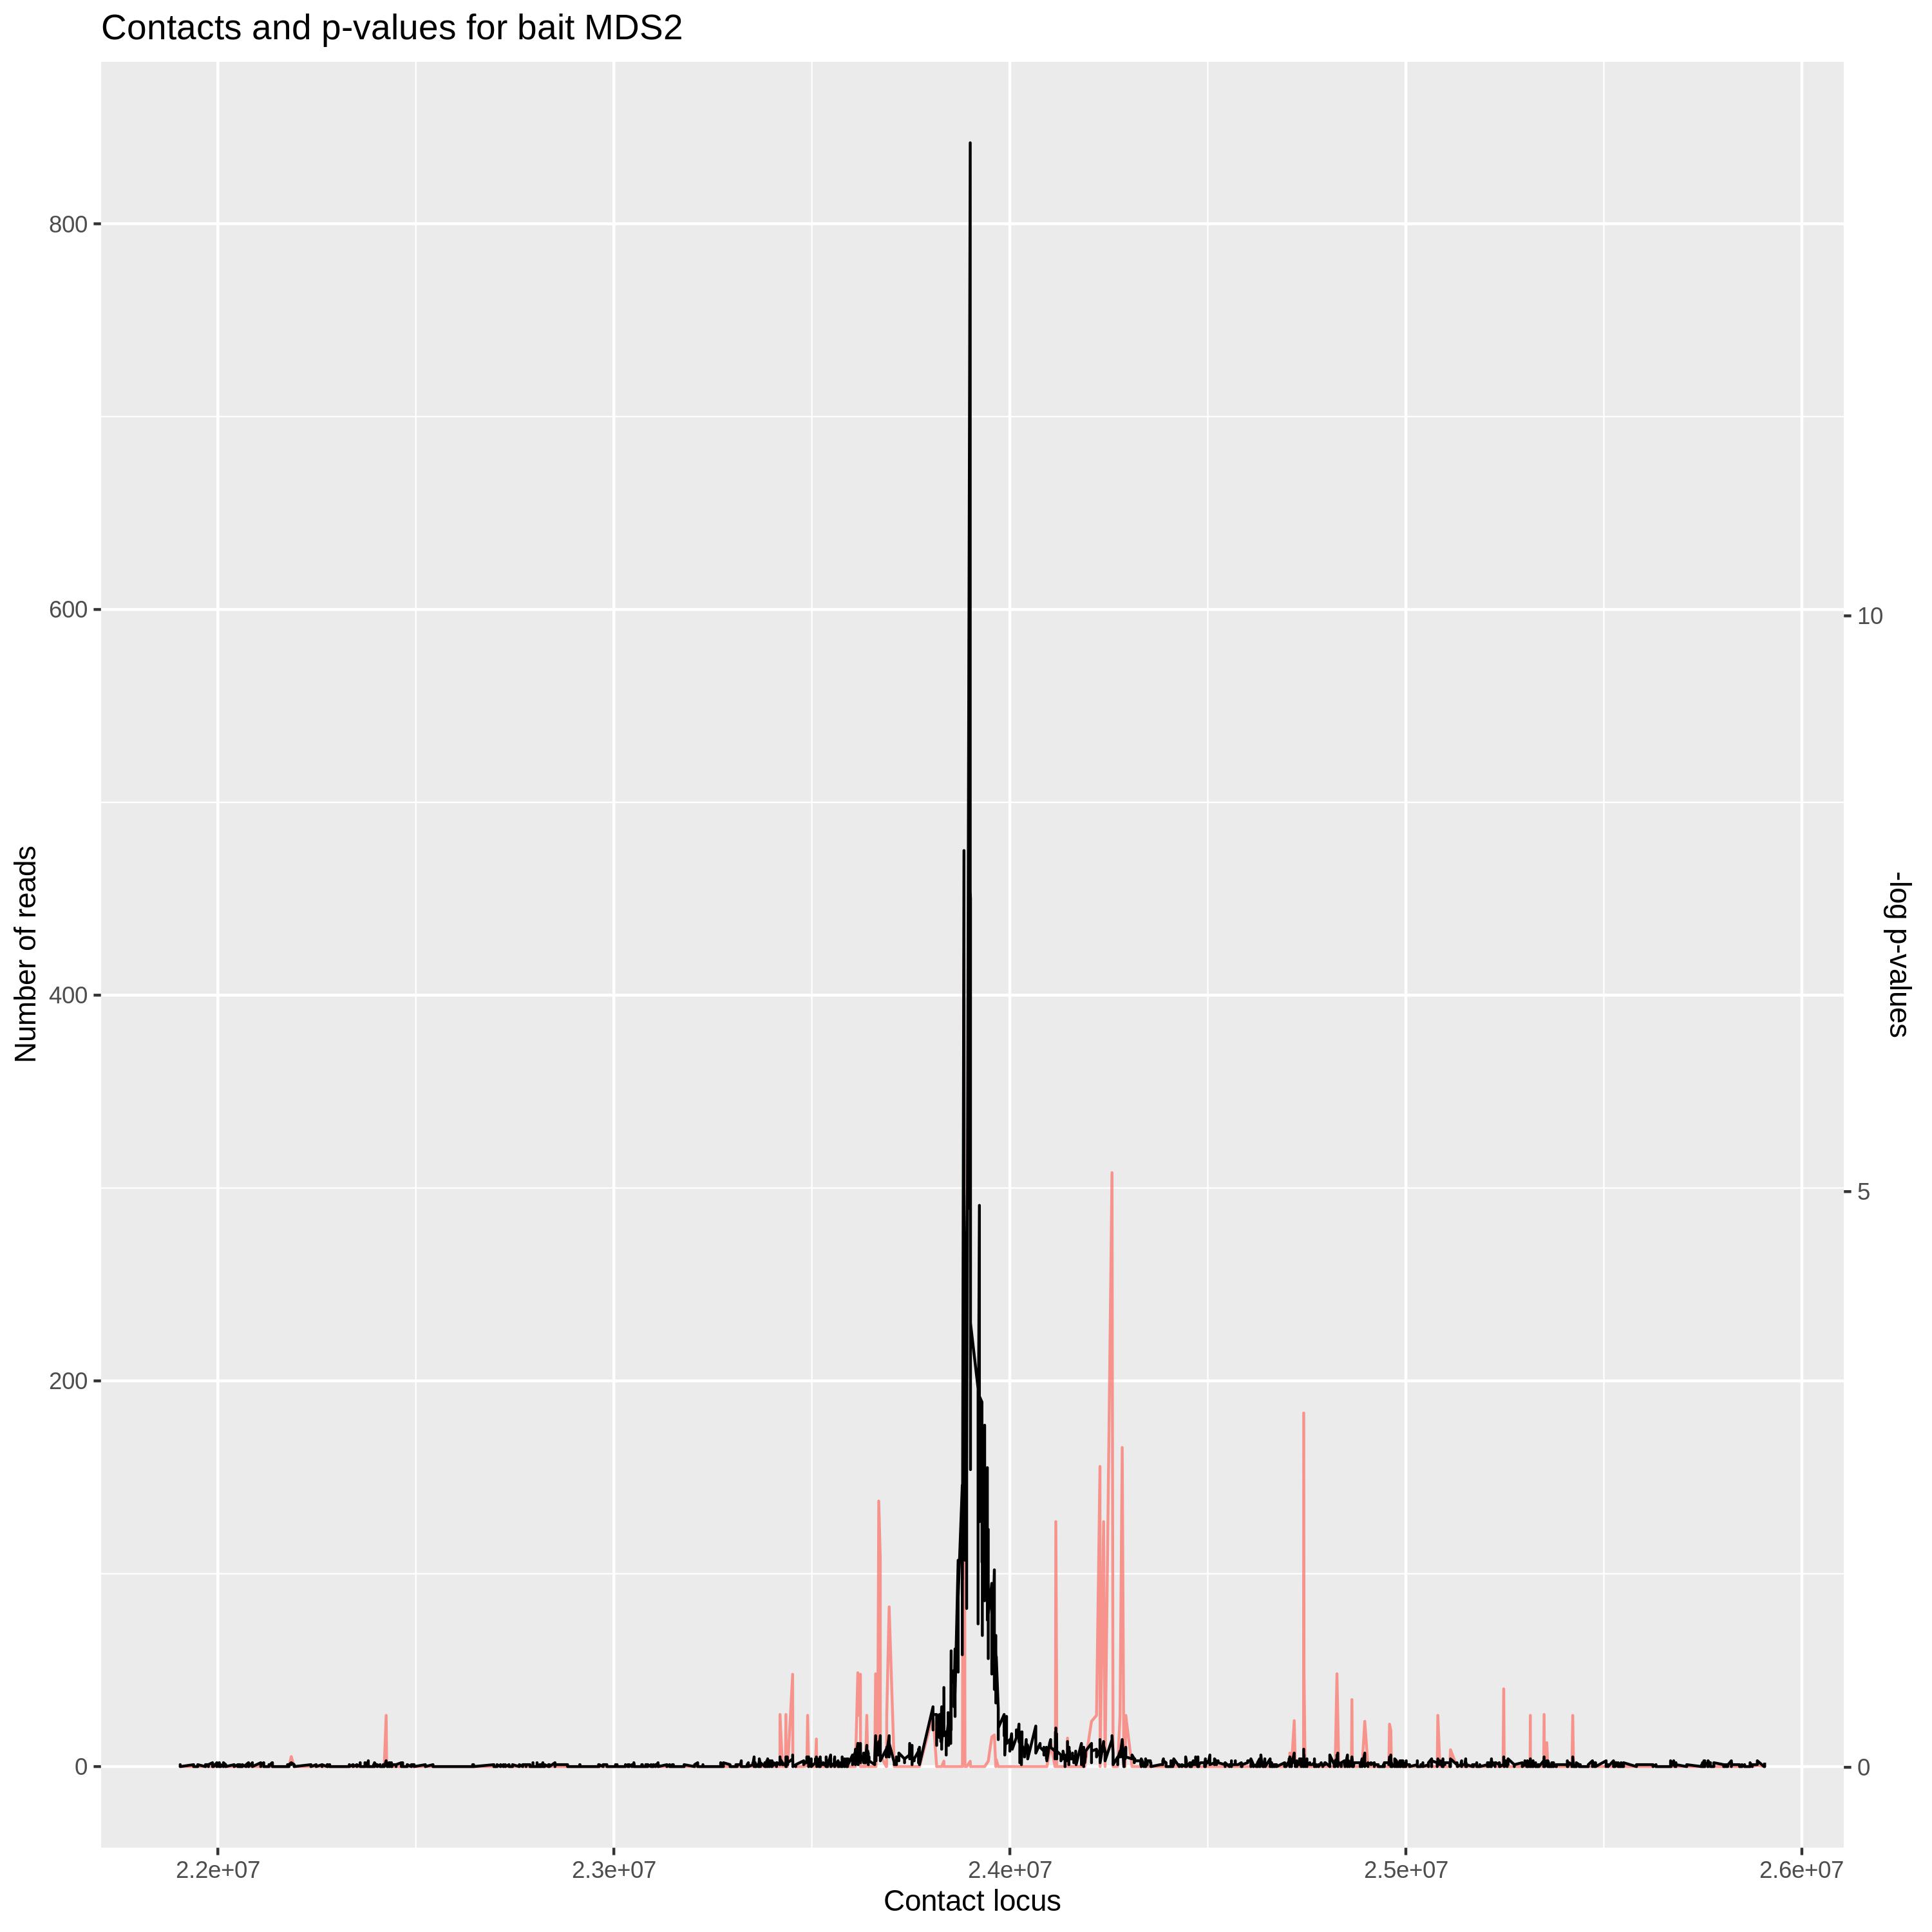 Contacts and p-values for bait MDS2
800
600
400
200
0
Number of reads
10
5
0
-log p-values
2.2e+07
2.3e+07
2.4e+07
2.5e+07
2.6e+07
Contact locus